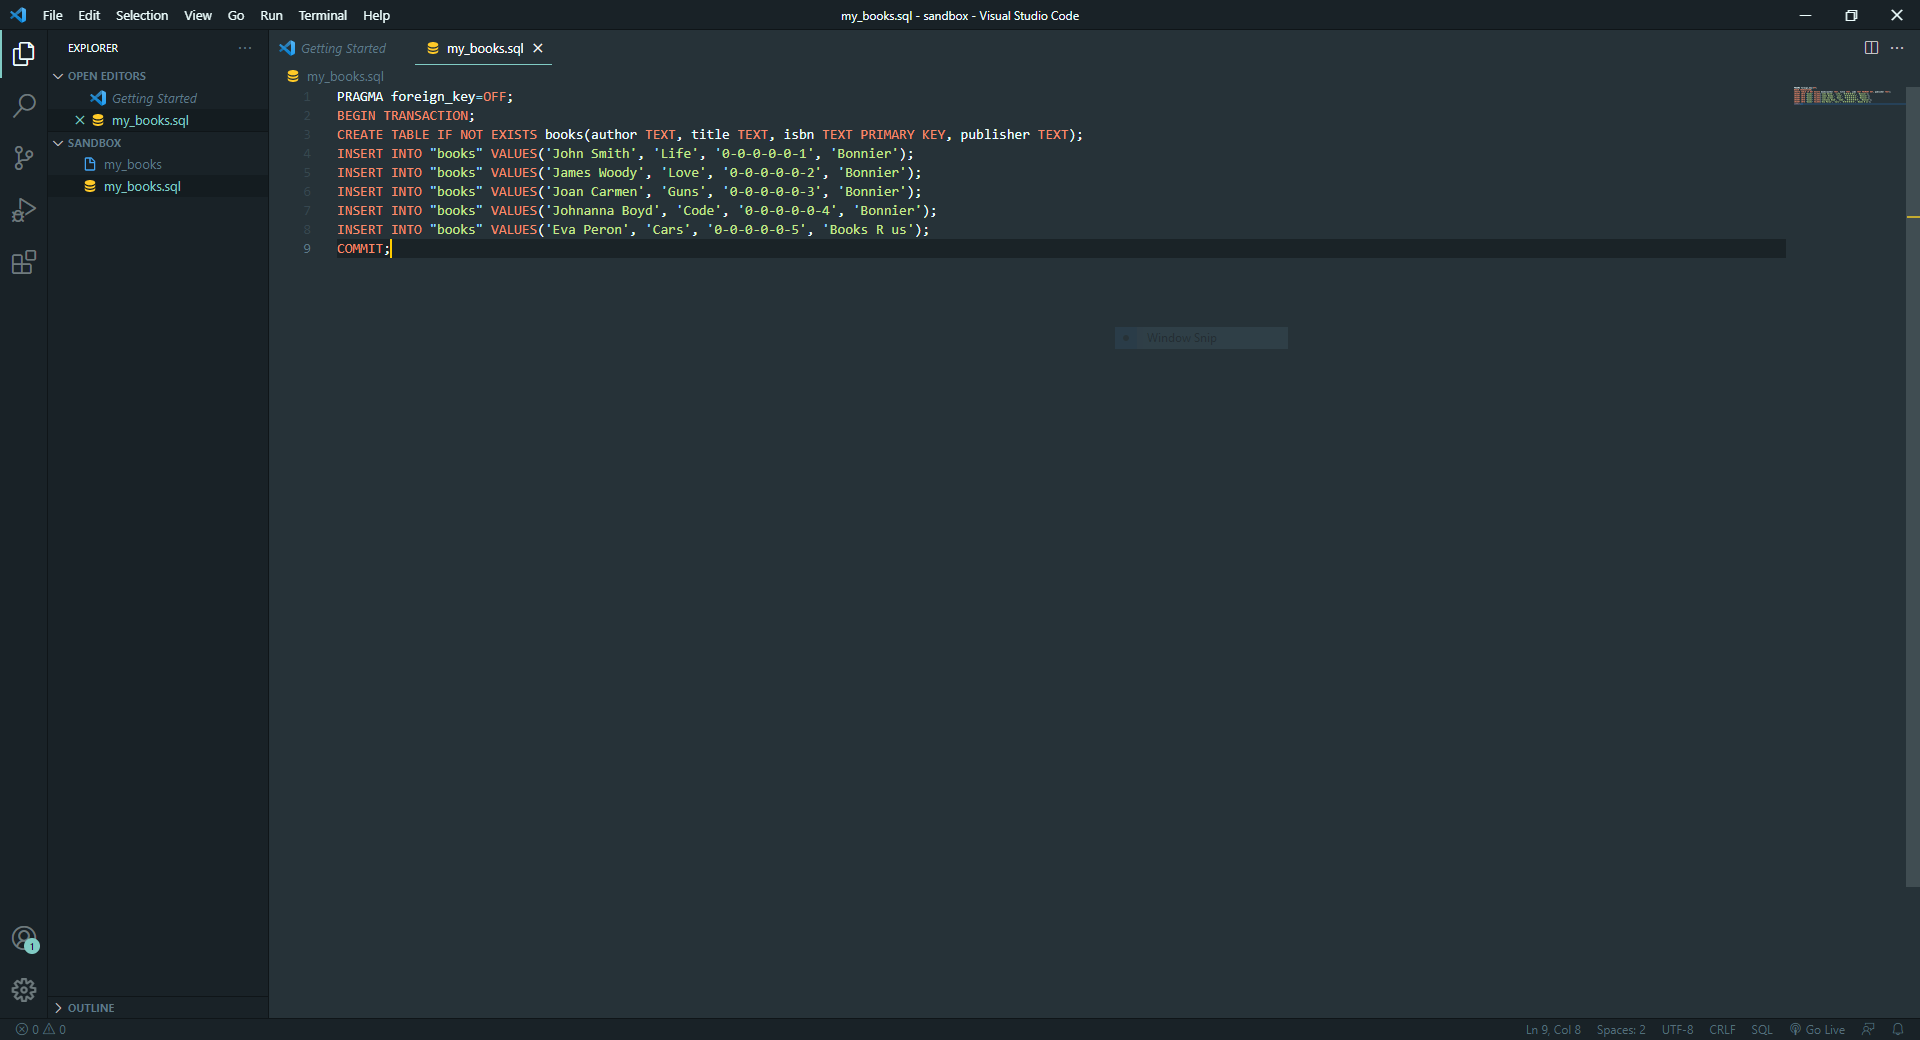 File Edit Selection View Go Run Terminal Help
my_books.sql - sandbox - Visual Studio Code
EXPLORER
OPEN EDITORS
Getting Started
my_books.sql
SANDBOX
my_books
my_books.sql
OUTLINE
Getting Started
my_books.sql
my_books.sql
1 PRAGMA foreign_key=OFF;
2 BEGIN TRANSACTION;
3 CREATE TABLE IF NOT EXISTS books(author TEXT, title TEXT, isbn TEXT PRIMARY KEY, publisher TEXT);
4 INSERT INTO "books" VALUES('John Smith', 'Life', '0-0-0-0-0-1', 'Bonnier');
5 INSERT INTO "books" VALUES('James Woody', 'Love', '0-0-0-0-0-2', 'Bonnier');
6 INSERT INTO "books" VALUES('Joan Carmen', 'Guns', '0-0-0-0-0-3', 'Bonnier');
7 INSERT INTO "books" VALUES('Johnanna Boyd', 'Code', '0-0-0-0-0-4', 'Bonnier');
8 INSERT INTO "books" VALUES('Eva Peron', 'Cars', '0-0-0-0-0-5', 'Books R us');
9 COMMIT;
Window Snip
1
0 0
Ln 9, Col 8 Spaces: 2 UTF-8 CRLF SQL Go Live